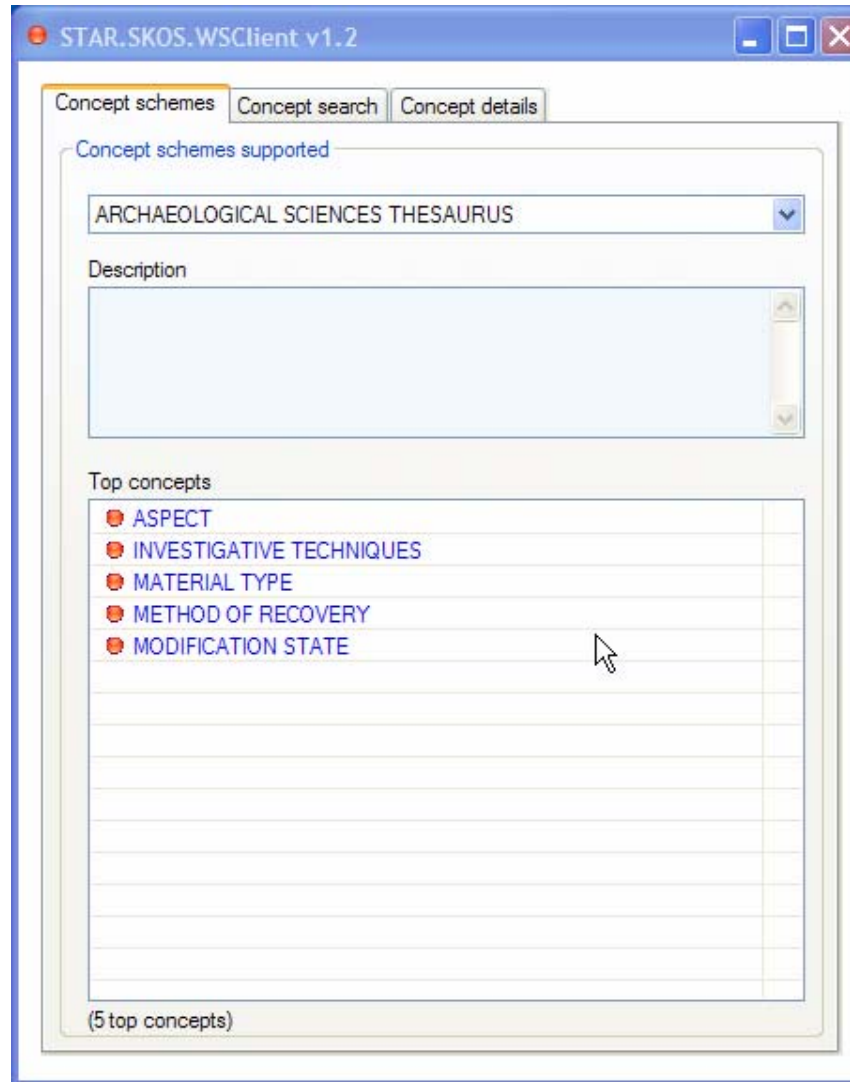 STAR.SKOS.WSClient v1.2
Concept schemes Concept search Concept details
Concept schemes supported
ARCHAEOLOGICAL SCIENCES THESAURUS
Description
Top concepts
ASPECT
INVESTIGATIVE TECHNIQUES
MATERIAL TYPE
METHOD OF RECOVERY
MODIFICATION STATE
(5 top concepts)